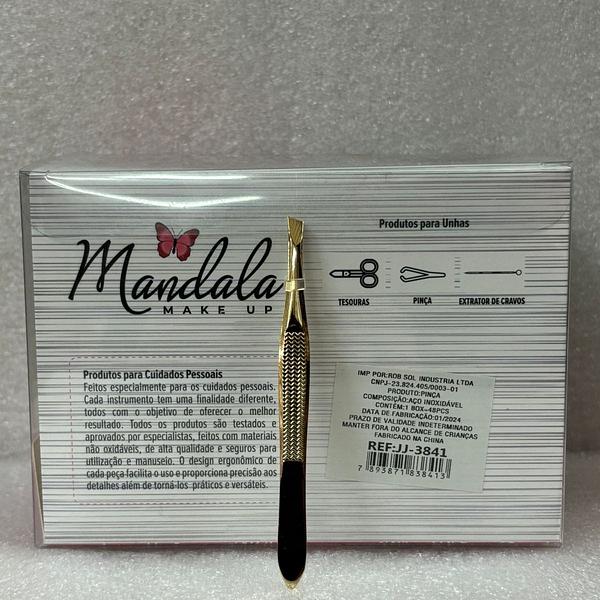 Mandala
MAKE UP
Produtos para Unhas
TESOURAS
PINÇA
EXTRATOR DE CRAVOS
Produtos para Cuidados Pessoais
Feitos especialmente para os cuidados pessoais.
Cada instrumento tem uma finalidade diferente,
todos com o objetivo de oferecer o melhor
resultado. Todos os produtos são testados e
aprovados por especialistas, feitos com materiais
não oxidáveis, de alta qualidade e seguros para
utilização e manuseio. O design ergonômico de
cada peça facilita o uso e proporciona precisão aos
detalhes além de torná-los práticos e versáteis.
IMP POR:ROB SOL INDUSTRIA LTDA
CNPJ-23.824.405/0003-01
PRODUTO:PINÇA
COMPOSIÇÃO:AÇO INOXIDÁVEL
CONTÉM:1 BOX=48PCS
DATA DE FABRICAÇÃO:01/2024
PRAZO DE VALIDADE INDETERMINADO
MANTER FORA DO ALCANCE DE CRIANÇAS
FABRICADO NA CHINA
REF:JJ-3841
7 893871 838413